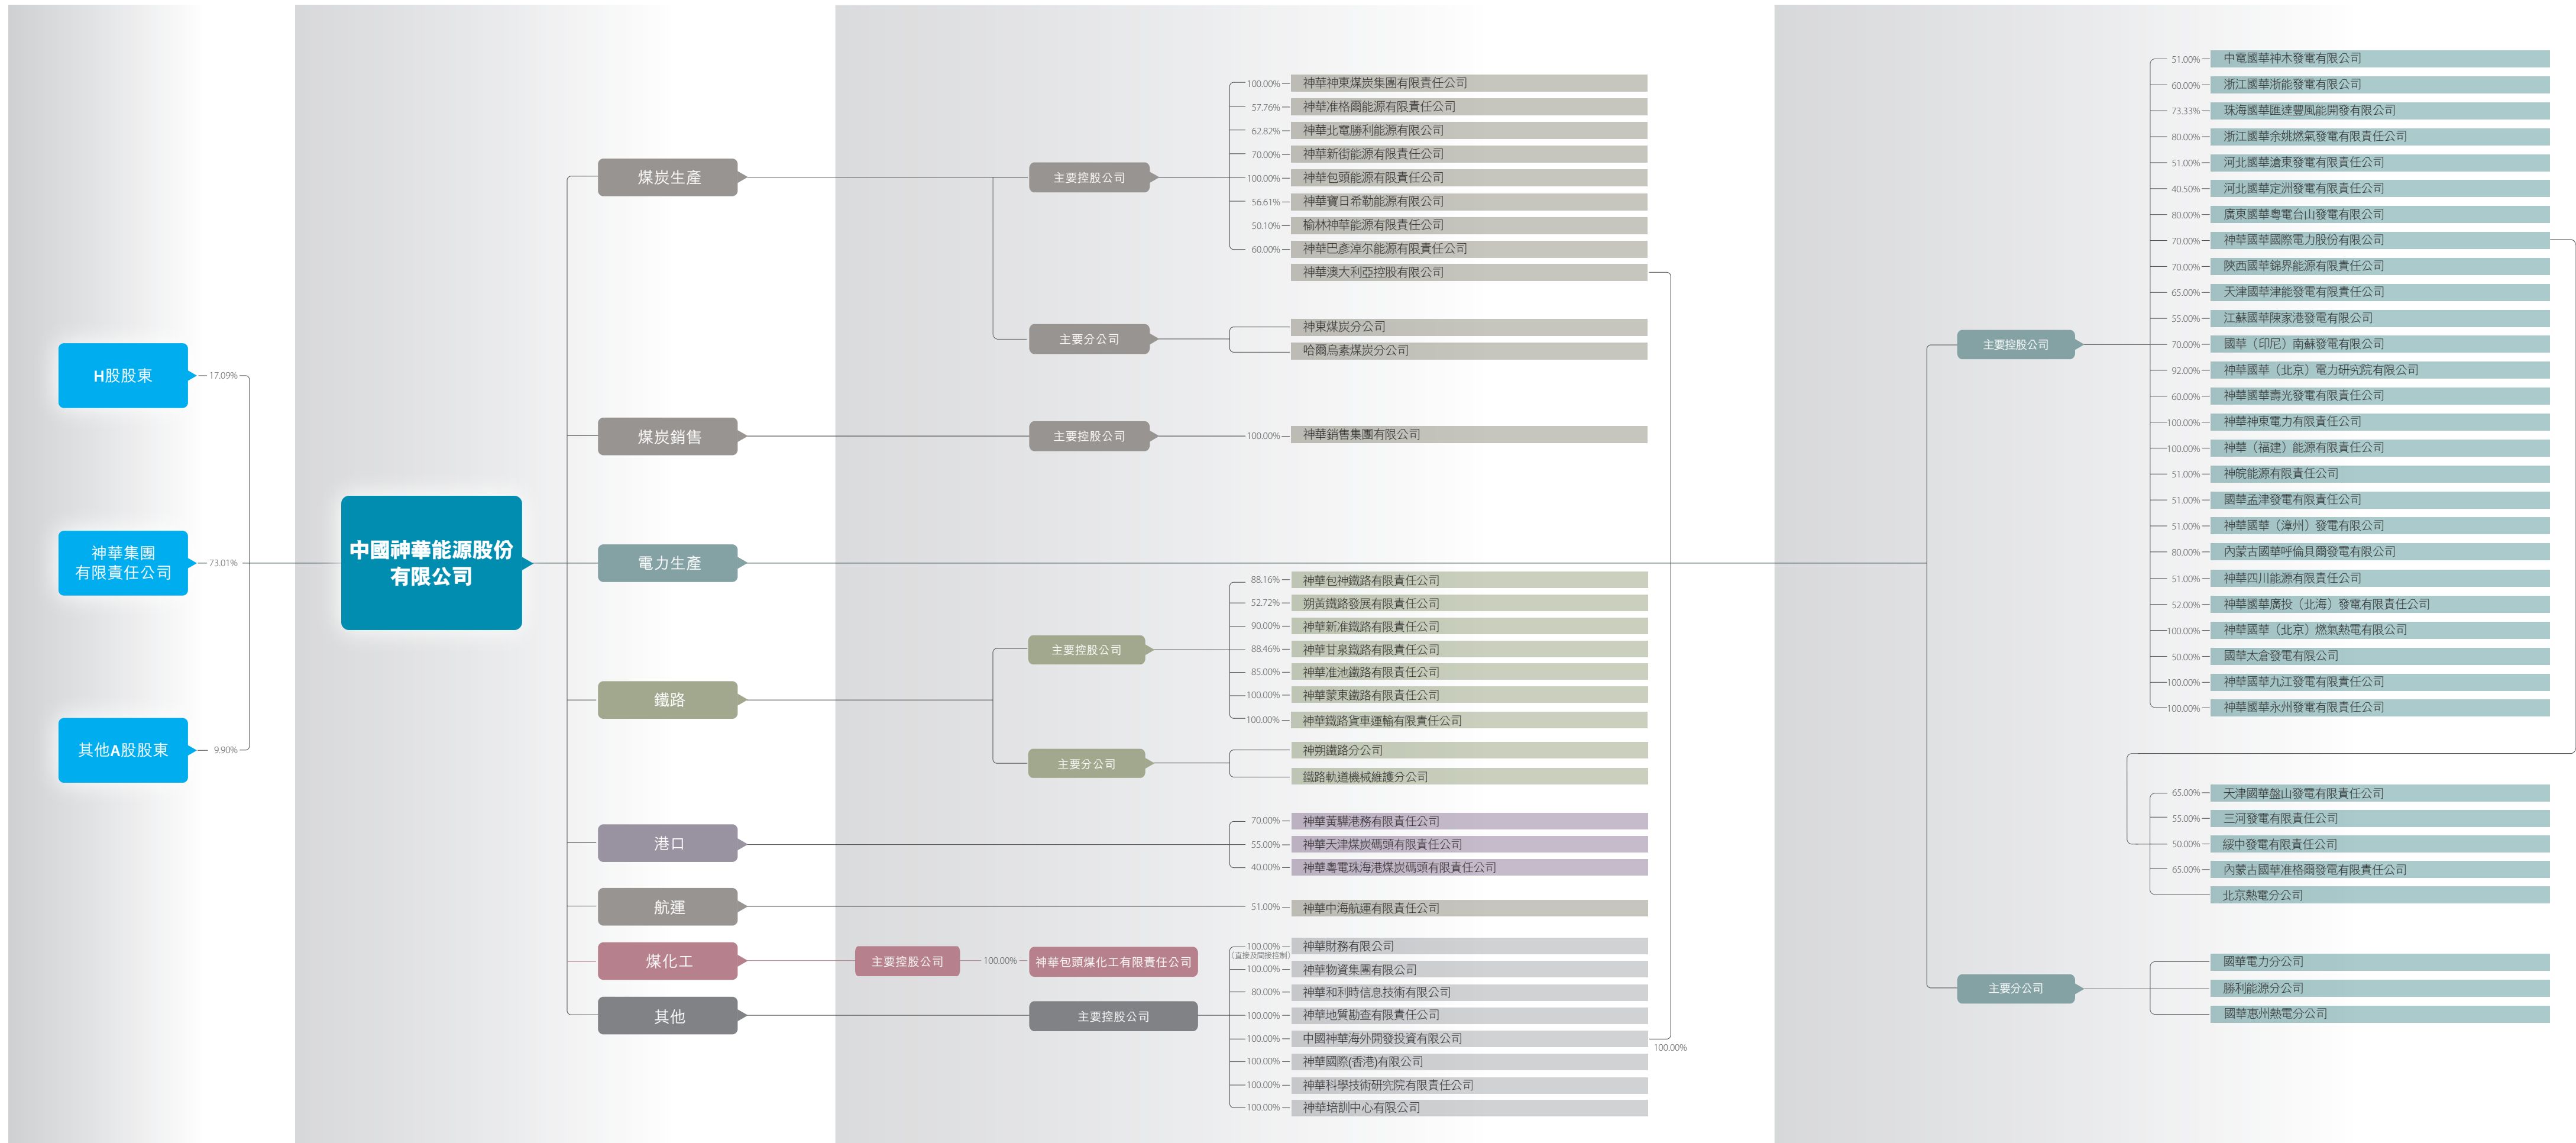 H股股東
17.09%
神華集團
有限責任公司
73.01%
其他A股股東
9.90%
中國神華能源股份
有限公司
煤炭生產
主要控股公司
100.00%
神華神東煤炭集團有限責任公司
57.76%
神華准格爾能源有限責任公司
62.82%
神華北電勝利能源有限公司
70.00%
神華新街能源有限責任公司
100.00%
神華包頭能源有限責任公司
56.61%
神華寶日希勒能源有限公司
50.10%
榆林神華能源有限責任公司
60.00%
神華巴彥淖尔能源有限責任公司
神華澳大利亞控股有限公司
主要分公司
神東煤炭分公司
哈爾烏素煤炭分公司
煤炭銷售
主要控股公司
100.00%
神華銷售集團有限公司
電力生產
鐵路
主要控股公司
88.16%
神華包神鐵路有限責任公司
52.72%
朔黃鐵路發展有限責任公司
90.00%
神華新准鐵路有限責任公司
88.46%
神華甘泉鐵路有限責任公司
85.00%
神華准池鐵路有限責任公司
100.00%
神華蒙東鐵路有限責任公司
100.00%
神華鐵路貨車運輸有限責任公司
主要分公司
神朔鐵路分公司
鐵路軌道機械維護分公司
港口
70.00%
神華黃驊港務有限責任公司
55.00%
神華天津煤炭碼頭有限責任公司
40.00%
神華粵電珠海港煤炭碼頭有限責任公司
航運
51.00%
神華中海航運有限責任公司
煤化工
主要控股公司
100.00%
神華包頭煤化工有限責任公司
其他
主要控股公司
100.00%
(直接及間接控制)
神華財務有限公司
100.00%
神華物資集團有限公司
80.00%
神華和利時信息技術有限公司
100.00%
神華地質勘查有限責任公司
100.00%
中國神華海外開發投資有限公司
100.00%
100.00%
神華國際(香港)有限公司
100.00%
神華科學技術研究院有限責任公司
100.00%
神華培訓中心有限公司
主要控股公司
51.00%
中電國華神木發電有限公司
60.00%
浙江國華浙能發電有限公司
73.33%
珠海國華匯達豐風能開發有限公司
80.00%
浙江國華余姚燃氣發電有限責任公司
51.00%
河北國華滄東發電有限責任公司
40.50%
河北國華定洲發電有限責任公司
80.00%
廣東國華粵電台山發電有限公司
70.00%
神華國華國際電力股份有限公司
70.00%
陝西國華錦界能源有限責任公司
65.00%
天津國華津能發電有限責任公司
55.00%
江蘇國華陳家港發電有限公司
70.00%
國華（印尼）南蘇發電有限公司
92.00%
神華國華（北京）電力研究院有限公司
60.00%
神華國華壽光發電有限責任公司
100.00%
神華神東電力有限責任公司
100.00%
神華（福建）能源有限責任公司
51.00%
神皖能源有限責任公司
51.00%
國華孟津發電有限責任公司
51.00%
神華國華（漳州）發電有限公司
80.00%
內蒙古國華呼倫貝爾發電有限公司
51.00%
神華四川能源有限責任公司
52.00%
神華國華廣投（北海）發電有限責任公司
100.00%
神華國華（北京）燃氣熱電有限公司
50.00%
國華太倉發電有限公司
100.00%
神華國華九江發電有限責任公司
100.00%
神華國華永州發電有限責任公司
65.00%
天津國華盤山發電有限責任公司
55.00%
三河發電有限責任公司
50.00%
綏中發電有限責任公司
65.00%
內蒙古國華准格爾發電有限責任公司
北京熱電分公司
主要分公司
國華電力分公司
勝利能源分公司
國華惠州熱電分公司